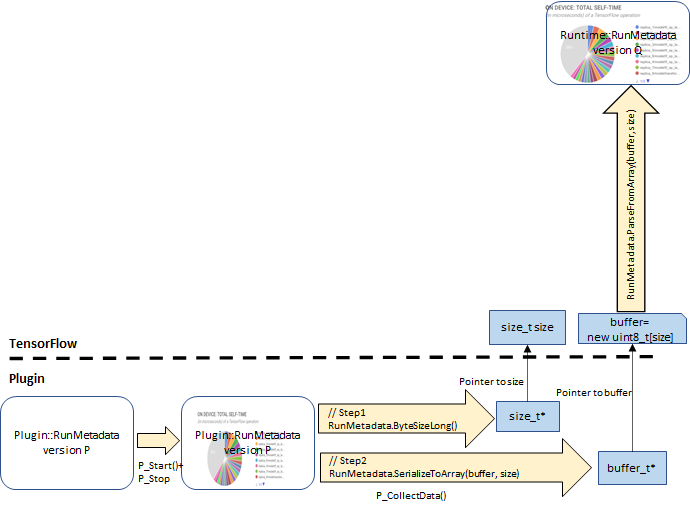 ON DEVICE: TOTAL SELF-TIME
(in microseconds) of a TensorFlow operation
Runtime::RunMetadata
version Q
RunMetadata.ParseFromArray(buffer,size)
size_t size
buffer=
new uint8_t[size]
TensorFlow
Plugin
Pointer to size
Pointer to buffer
Plugin::RunMetadata
version P
P_Start()+
P_Stop
ON DEVICE: TOTAL SELF-TIME
(in microseconds) of a TensorFlow operation
Plugin::RunMetadata
version P
// Step1
RunMetadata.ByteSizeLong()
size_t*
// Step2
RunMetadata.SerializeToArray(buffer, size)
buffer_t*
P_CollectData()